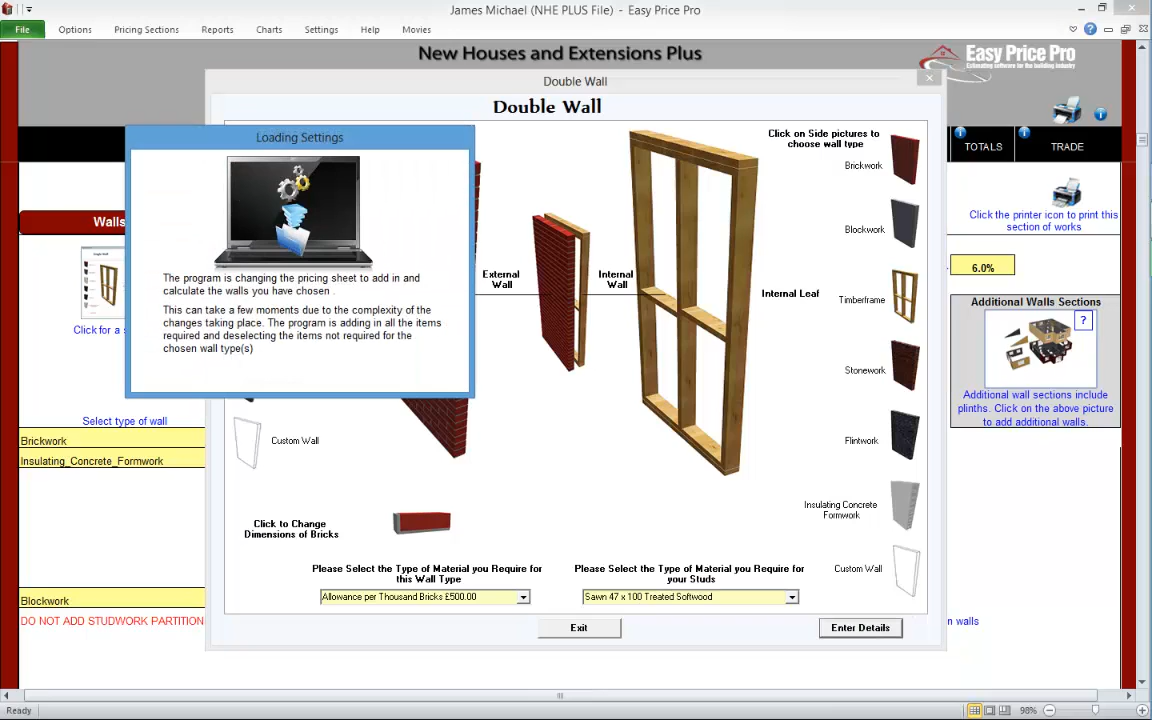 James Michael (NHE PLUS File) - Easy Price Pro
File Options Pricing Sections Reports Charts Settings Help Movies
New Houses and Extensions Plus
Easy Price Pro
Estimating software for the building industry
Double Wall
Double Wall
Loading Settings
The program is changing the pricing sheet to add in and
calculate the walls you have chosen
This can take a few moments due to the complexity of the
changes taking place. The program is adding in all the items
required and deselecting the items not required for the
chosen wall type(s)
Click on Side pictures to
choose wall type
Brickwork
Blockwork
External
Wall
Internal
Wall
Internal Leaf
Timberframe
Stonework
Flintwork
Insulating Concrete
Formwork
Custom Wall
Custom Wall
Click to Change
Dimensions of Bricks
Please Select the Type of Material you Require for
this Wall Type
Allowance per Thousand Bricks £500.00
Please Select the Type of Material you Require for
your Studs
Sawn 47 x 100 Treated Softwood
Exit
Enter Details
TOTALS
TRADE
Click the printer icon to print this
section of works
6.0%
Additional Walls Sections
?
Additional wall sections include
plinths. Click on the above picture
to add additional walls.
Walls
Click for a s
Select type of wall
Brickwork
Insulating_Concrete_Formwork
Blockwork
DO NOT ADD STUDWORK PARTITION
n walls
Ready
98%